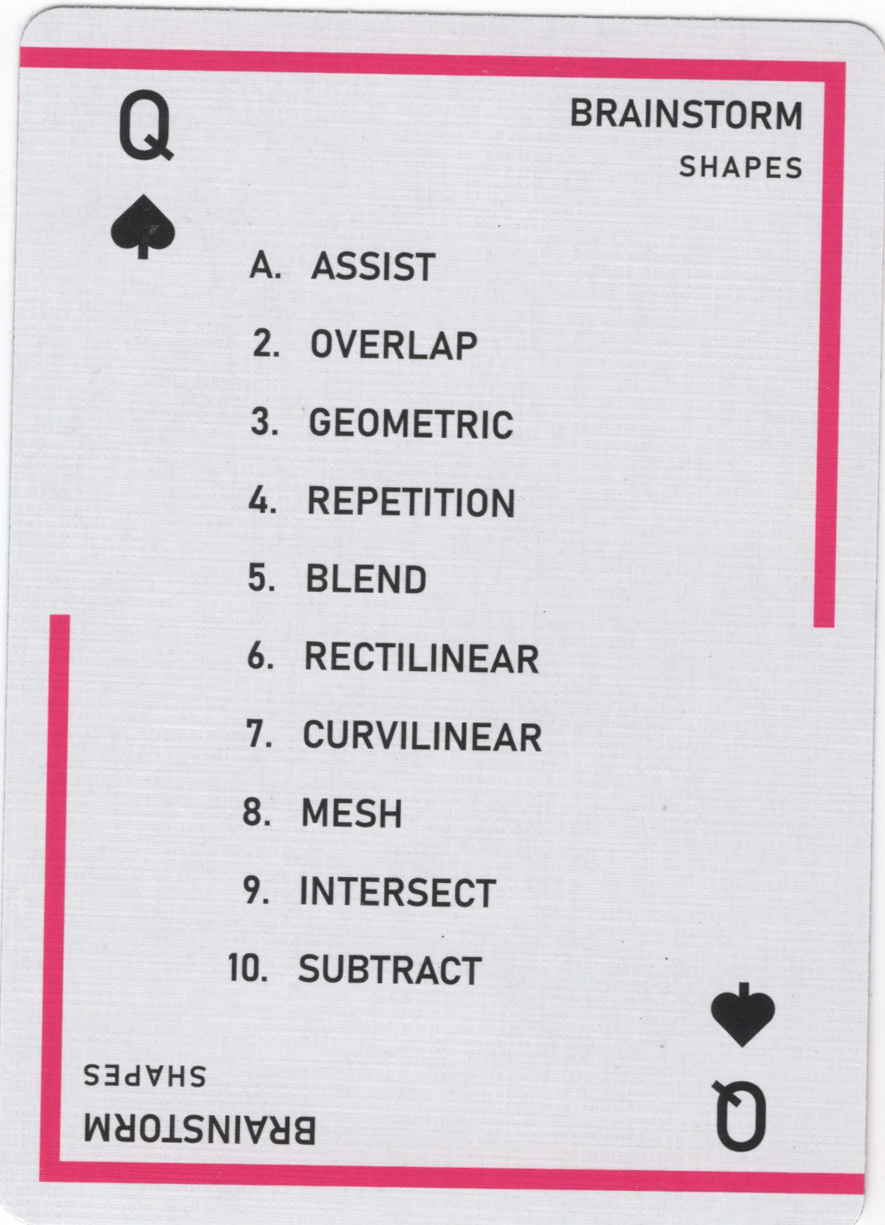 Q
BRAINSTORM
SHAPES
A. ASSIST
2. OVERLAP
3. GEOMETRIC
4. REPETITION
5. BLEND
6. RECTILINEAR
7. CURVILINEAR
8. MESH
9. INTERSECT
10. SUBTRACT
SHAPES
BRAINSTORM
Q